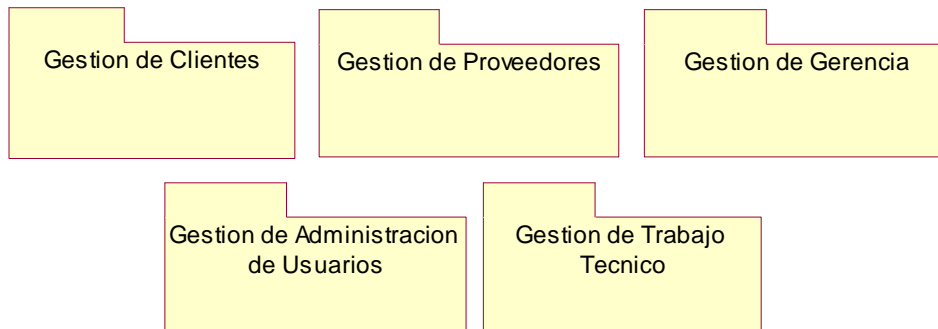 Gestion de Clientes
Gestion de Proveedores
Gestion de Gerencia
Gestion de Administracion
de Usuarios
Gestion de Trabajo
Tecnico